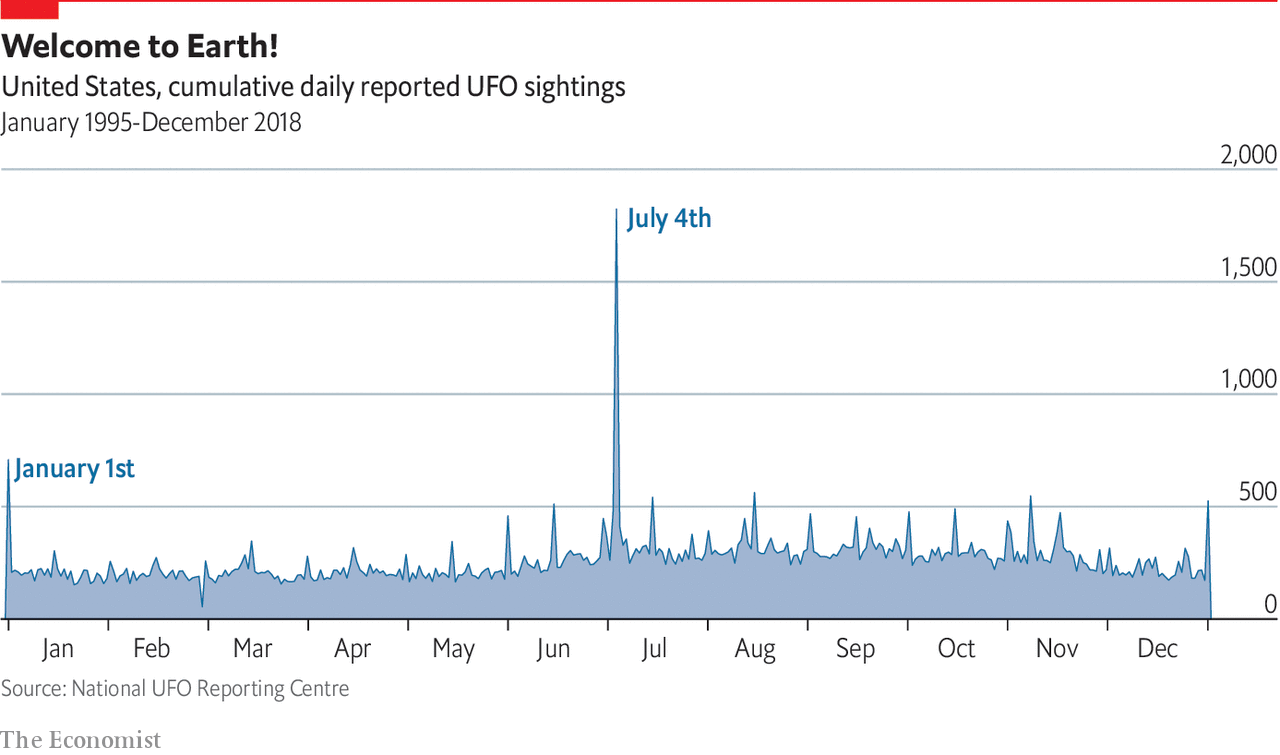 Welcome to Earth!
United States, cumulative daily reported UFO sightings
January 1995-December 2018
2,000
July 4th
1,500
1,000
January 1st
500
0
Jan Feb Mar Apr May Jun Jul Aug Sep Oct Nov Dec
Source: National UFO Reporting Centre
The Economist